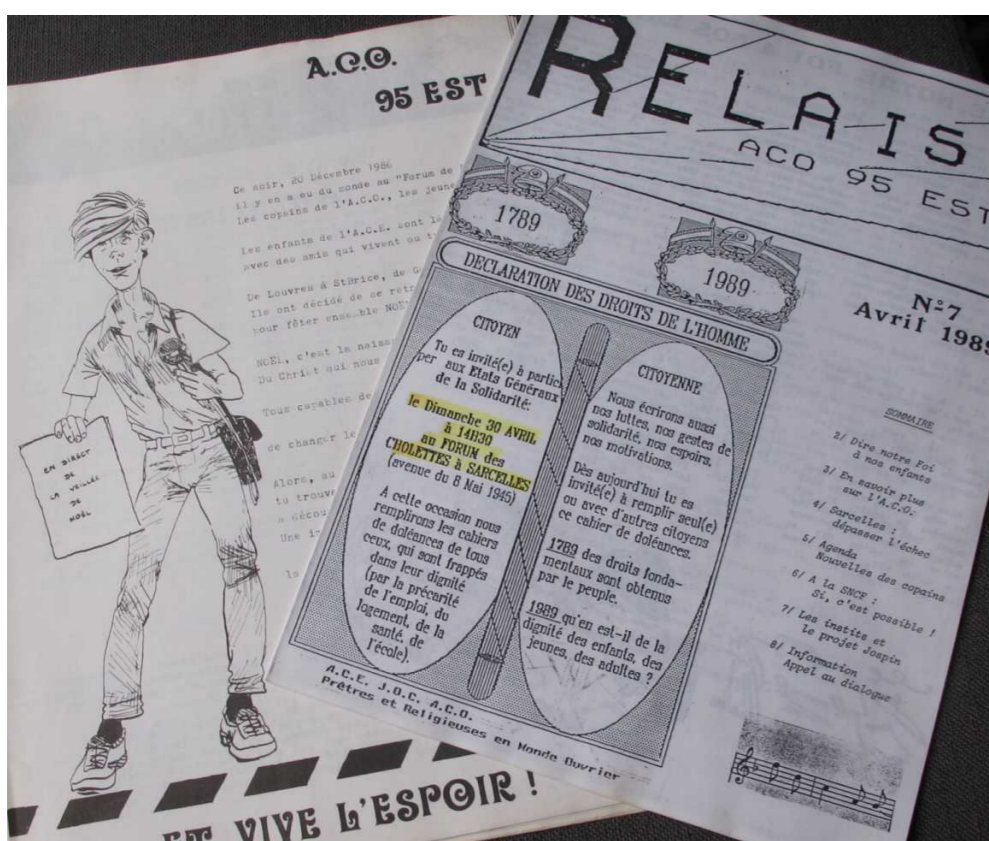 A.C.O.
95 EST
Ce soir, 20 Décembre 1986
il y en a eu du monde au "Forum de
Les copains de l'A.C.O., les jeune
Les enfants de l'A.C.E. sont la
avec des amis qui vivent ou t
De Louvres à StBrice, de G
Ils ont décidé de se retr
pour fêter ensemble NOEL
NOEL, c'est la naiss
Du Christ qui nous
Tous capables de
de changer le
Alors, au
tu trouve
a décou
Une i
la
EN DIRECT
DE
LA VEILLÉE
DE
NOËL
ET VIVE L'ESPOIR !
RELAIS
ACO 95 EST
1789
1989
N°7
Avril 1989
DECLARATION DES DROITS DE L'HOMME
CITOYEN
Tu es invité(e) à partici
per aux Etats Généraux
de la Solidarité:
le Dimanche 30 AVRIL
à 14H30
au FORUM des
CHOLETTES à SARCELLES
(avenue du 8 Mai 1945)
A cette occasion nous
remplirons les cahiers
de doléances de tous
ceux, qui sont frappés
dans leur dignité
(par la précarité
de l'emploi, du
logement, de la
santé, de
l'école).
CITOYENNE
Nous écrirons aussi
nos luttes, nos gestes de
solidarité, nos espoirs,
nos motivations.
Dès aujourd'hui tu es
invité(e) à remplir seul(e)
ou avec d'autres citoyens
ce cahier de doléances.
1789 des droits fonda-
mentaux sont obtenus
par le peuple.
1989 qu'en est-il de la
dignité des enfants, des
jeunes, des adultes ?
A.C.E. J.O.C. A.C.O.
Prêtres et Religieuses en Monde Ouvrier
SOMMAIRE
2/ Dire notre Foi
à nos enfants
3/ En savoir plus
sur l'A.C.O:
4/ Sarcelles :
dépasser l'échec
5/ Agenda
Nouvelles des copains
6/ A la SNCF :
Si, c'est possible !
7/ Les instits et
le projet Jospin
8/ Information
Appel au dialogue